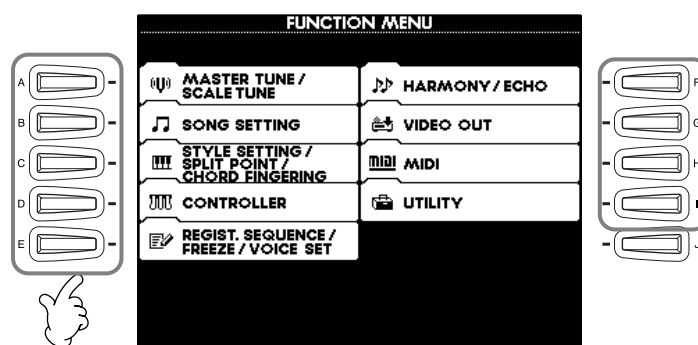 FUNCTION MENU
A
MASTER TUNE /
SCALE TUNE
HARMONY / ECHO
F
B
SONG SETTING
VIDEO OUT
G
C
STYLE SETTING /
SPLIT POINT /
CHORD FINGERING
MIDI
MIDI
H
D
CONTROLLER
UTILITY
I
E
REGIST. SEQUENCE /
FREEZE / VOICE SET